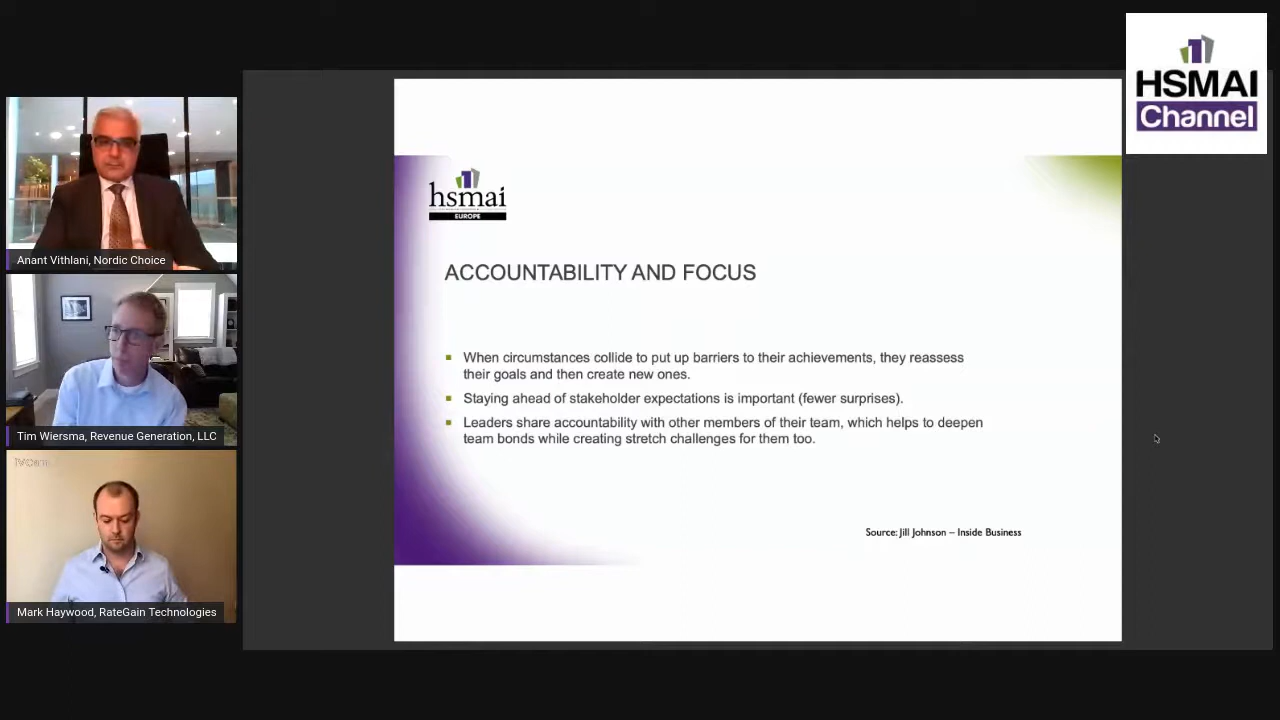 HSMAI
Channel
Anant Vithlani, Nordic Choice
Tim Wiersma, Revenue Generation, LLC
Mark Haywood, RateGain Technologies
hsmai
EUROPE
ACCOUNTABILITY AND FOCUS
When circumstances collide to put up barriers to their achievements, they reassess
their goals and then create new ones.
Staying ahead of stakeholder expectations is important (fewer surprises).
Leaders share accountability with other members of their team, which helps to deepen
team bonds while creating stretch challenges for them too.
Source: Jill Johnson – Inside Business